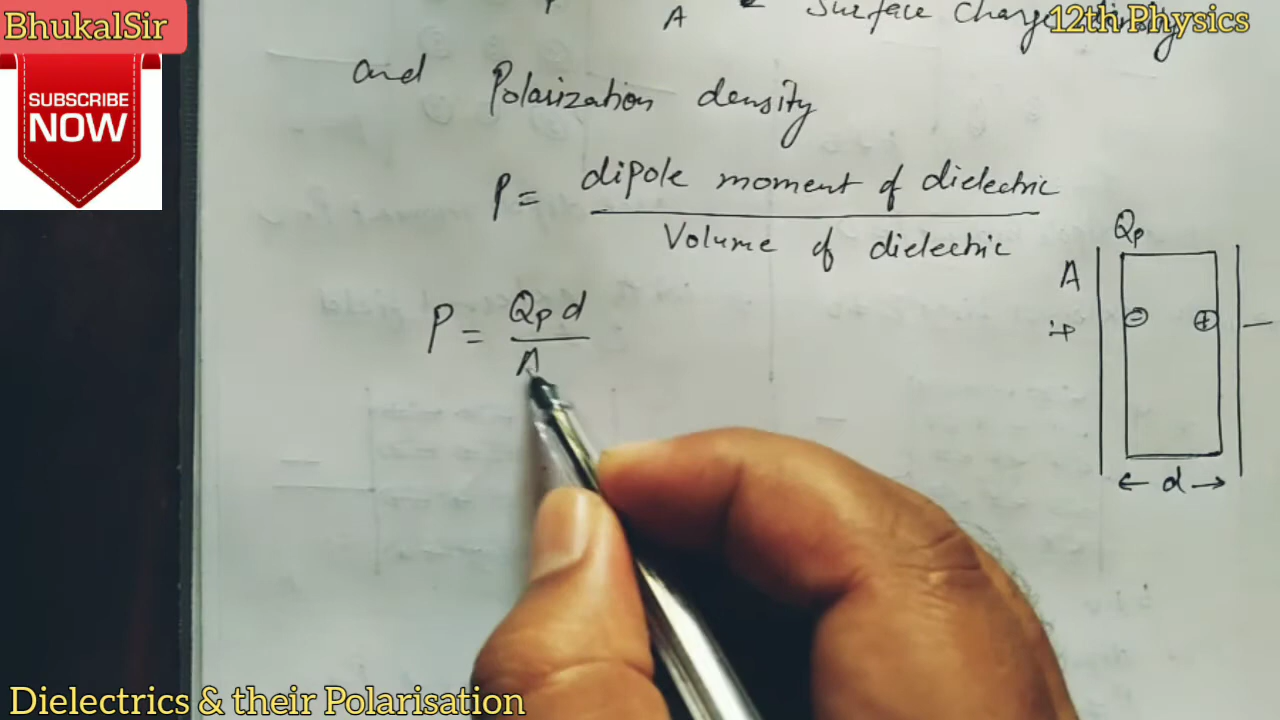 BhukalSir
SUBSCRIBE
NOW
12th Physics
A
Surface Charge
and Polarization density
P = dipole moment of dielectric
Volume of dielectric
Qp
A
P = Qp d
A
- +
+ -
← d →
Dielectrics & their Polarisation